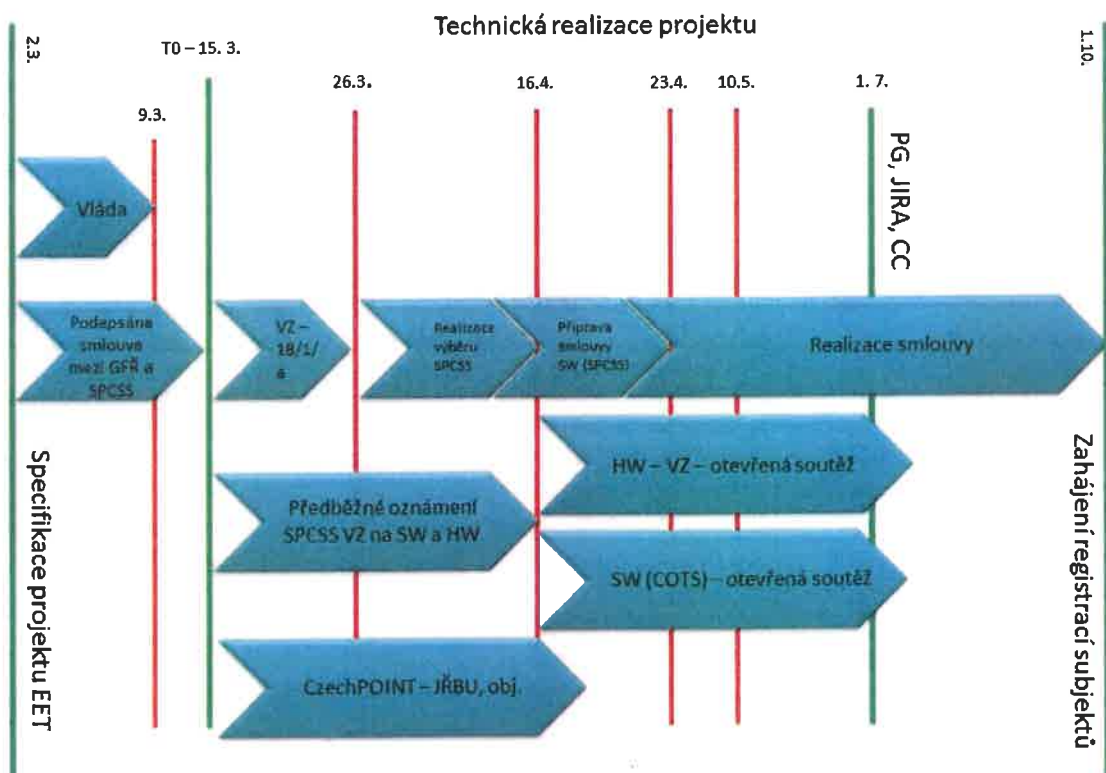 Technická realizace projektu
2.3.
9.3.
T0 – 15. 3.
26.3.
16.4.
23.4.
10.5.
1. 7.
1.10.
PG, JIRA, CC
Vláda
Podepsána
smlouva
mezi GFŘ a
SPCSS
VZ –
18/1/
a
Realizace
výběru
SPCSS
Příprava
smlouvy
SW (SPCSS)
Realizace smlouvy
HW – VZ – otevřená soutěž
Předběžné oznámení
SPCSS VZ na SW a HW
SW (COTS) – otevřená soutěž
CzechPOINT – JŘBU, obj.
Specifikace projektu EET
Zahájení registrací subjektů